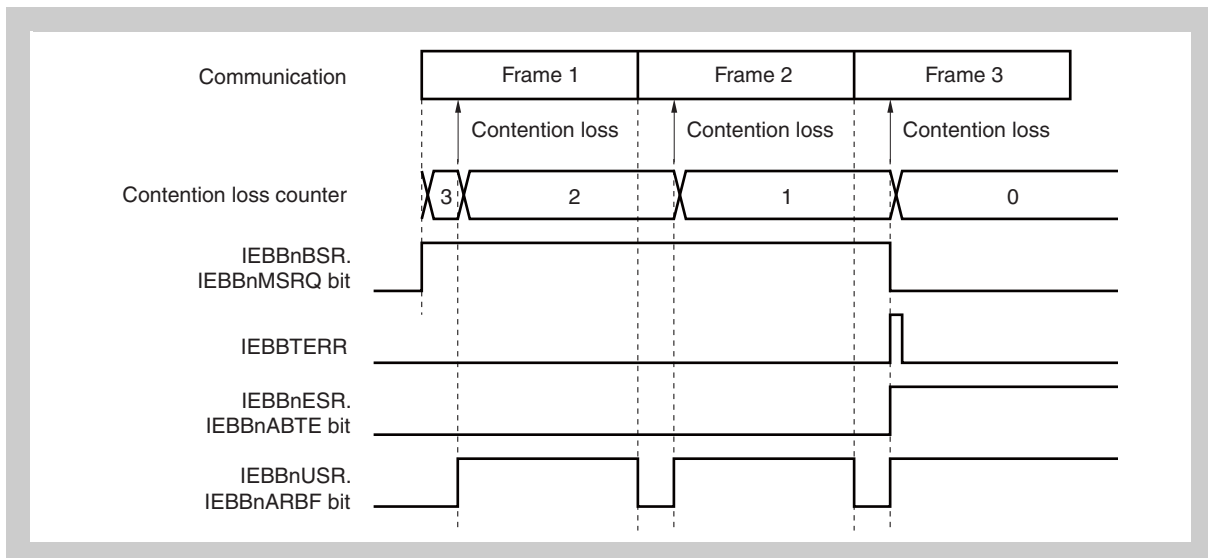 Communication
Frame 1
Frame 2
Frame 3
Contention loss
Contention loss
Contention loss
Contention loss counter
3
2
1
0
IEBBnBSR.
IEBBnMSRQ bit
IEBBTERR
IEBBnESR.
IEBBnABTE bit
IEBBnUSR.
IEBBnARBF bit